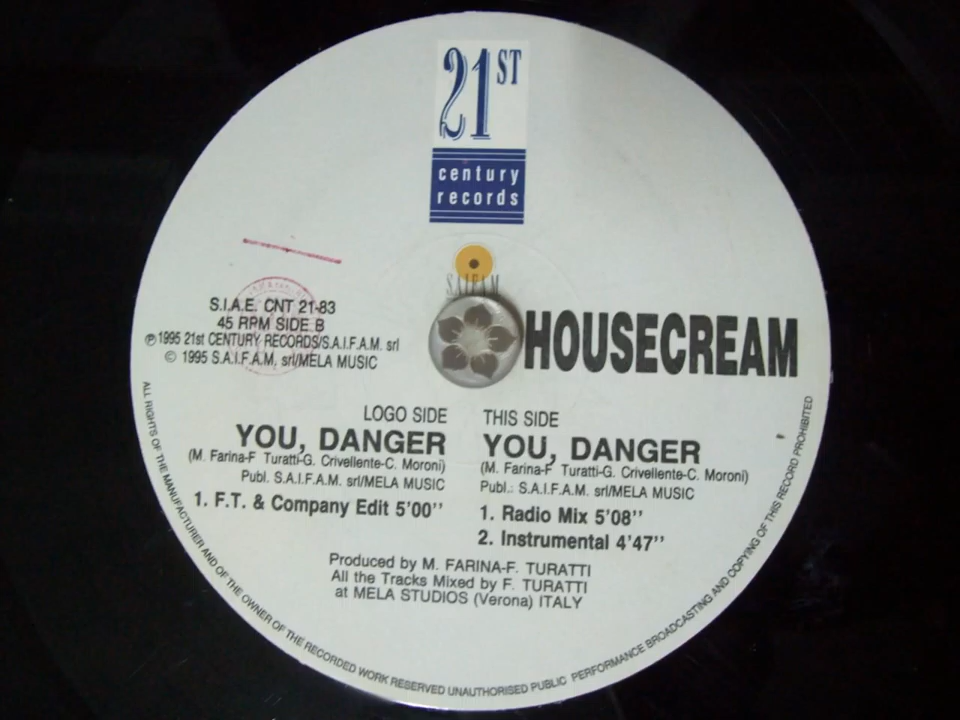 21ST
century
records
S.A.I.F.A.M.
HOUSECREAM
S.I.A.E. CNT 21-83
45 RPM SIDE B
℗ 1995 21st CENTURY RECORDS/S.A.I.F.A.M. srl
© 1995 S.A.I.F.A.M. srl/MELA MUSIC
LOGO SIDE
YOU, DANGER
(M. Farina-F Turatti-G. Crivellente-C. Moroni)
Publ. S.A.I.F.A.M. srl/MELA MUSIC
1. F.T. & Company Edit 5'00''
THIS SIDE
YOU, DANGER
(M. Farina-F Turatti-G. Crivellente-C. Moroni)
Publ.: S.A.I.F.A.M. srl/MELA MUSIC
1. Radio Mix 5'08''
2. Instrumental 4'47''
Produced by M. FARINA-F. TURATTI
All the Tracks Mixed by F. TURATTI
at MELA STUDIOS (Verona) ITALY
ALL RIGHTS OF THE MANUFACTURER AND OF THE OWNER OF THE RECORDED WORK RESERVED UNAUTHORISED PUBLIC PERFORMANCE BROADCASTING AND COPYING OF THIS RECORD PROHIBITED